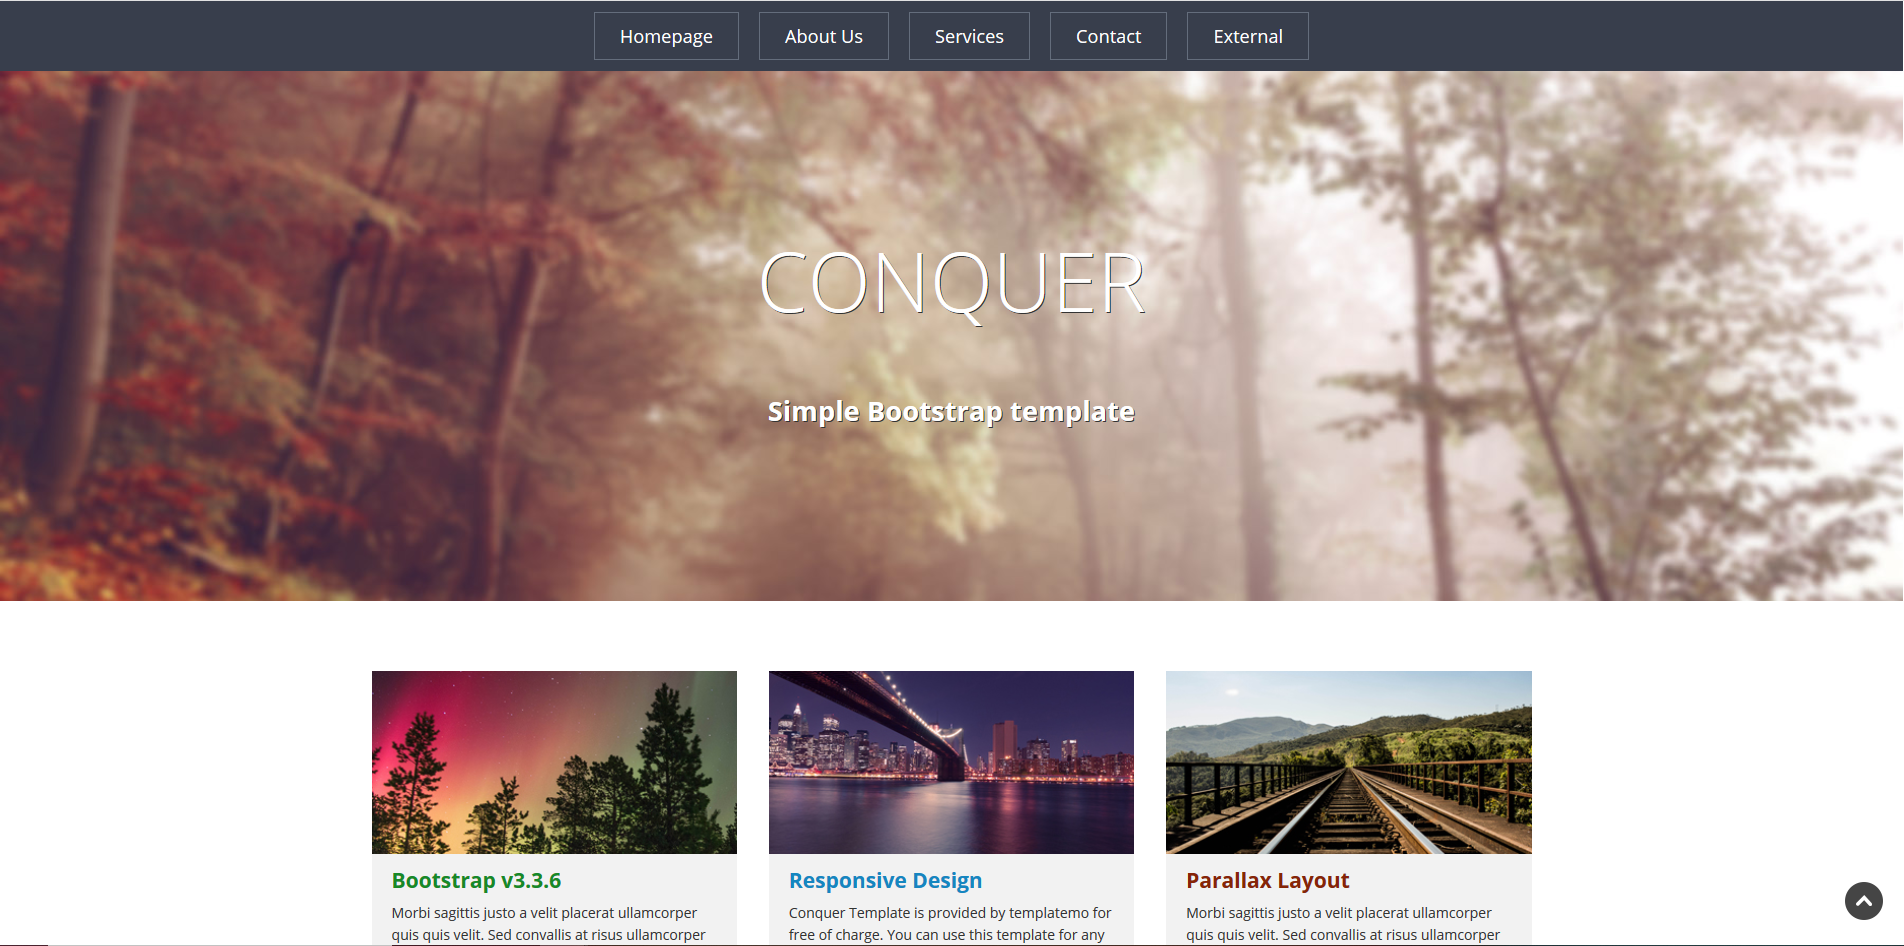 Homepage About Us Services Contact External
CONQUER
Simple Bootstrap template
Bootstrap v3.3.6
Morbi sagittis justo a velit placerat ullamcorper
quis quis velit. Sed convallis at risus ullamcorper
Responsive Design
Conquer Template is provided by templatemo for
free of charge. You can use this template for any
Parallax Layout
Morbi sagittis justo a velit placerat ullamcorper
quis quis velit. Sed convallis at risus ullamcorper